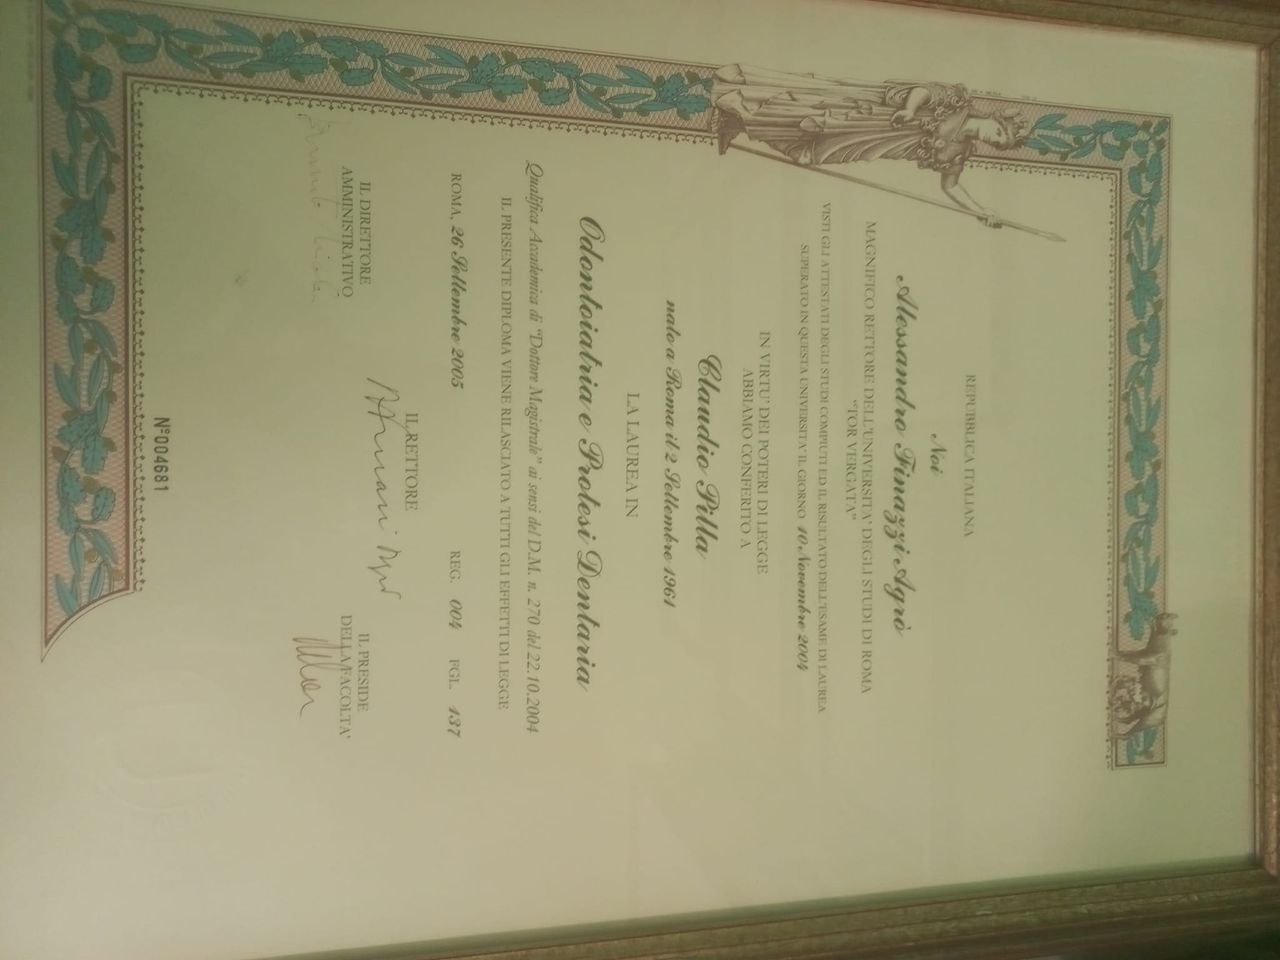 REPUBBLICA ITALIANA
Noi
Alessandro Finazzi Agrò
MAGNIFICO RETTORE DELL'UNIVERSITA' DEGLI STUDI DI ROMA
"TOR VERGATA"
VISTI GLI ATTESTATI DEGLI STUDI COMPIUTI ED IL RISULTATO DELL'ESAME DI LAUREA
SUPERATO IN QUESTA UNIVERSITA' IL GIORNO 10 Novembre 2004
IN VIRTU' DEI POTERI DI LEGGE
ABBIAMO CONFERITO A
Claudio Pilla
nato a Roma il 2 Settembre 1961
LA LAUREA IN
Odontoiatria e Protesi Dentaria
Qualifica Accademica di "Dottore Magistrale" ai sensi del D.M. n. 270 del 22.10.2004
IL PRESENTE DIPLOMA VIENE RILASCIATO A TUTTI GLI EFFETTI DI LEGGE
ROMA, 26 Settembre 2005 REG. 004 FGL. 137
IL DIRETTORE
AMMINISTRATIVO
IL RETTORE
IL PRESIDE
DELLA FACOLTA'
N° 004681